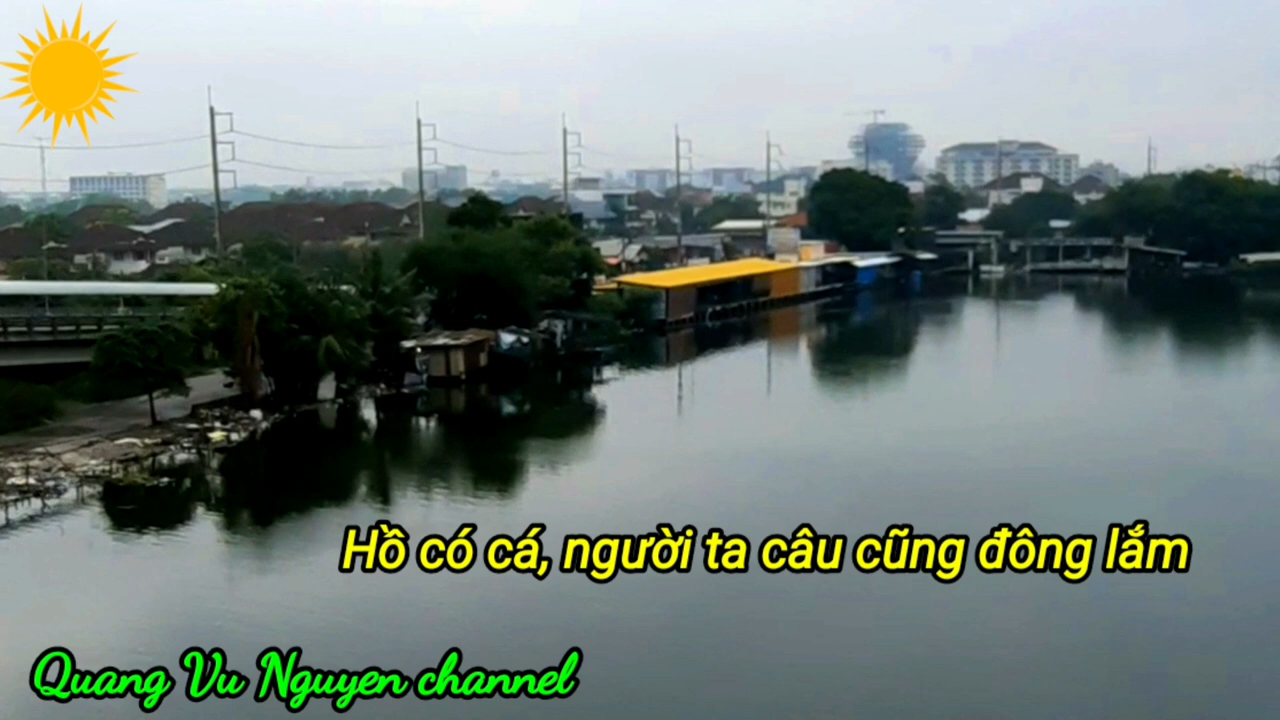 Hồ có cá, người ta câu cũng đông lắm
Quang Vu Nguyen channel